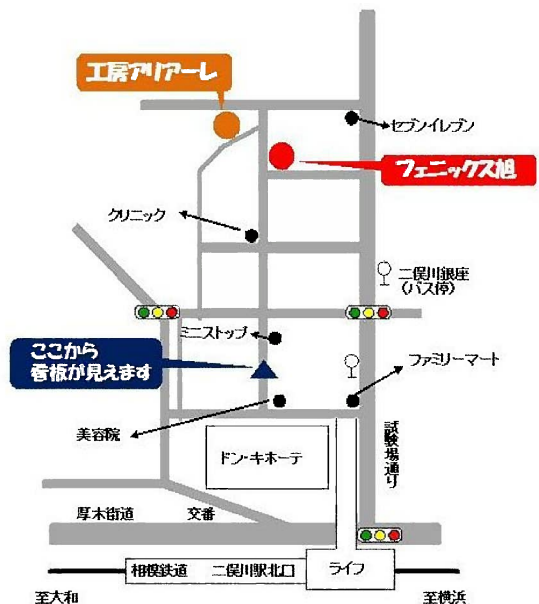 工房アリアーレ
セブンイレブン
フェニックス旭
クリニック
二俣川銀座
(バス停)
ミニストップ
ここから
看板が見えます
ファミリーマート
美容院
ドン・キホーテ
試験場通り
厚木街道
交番
相模鉄道 二俣川駅北口
ライフ
至大和
至横浜